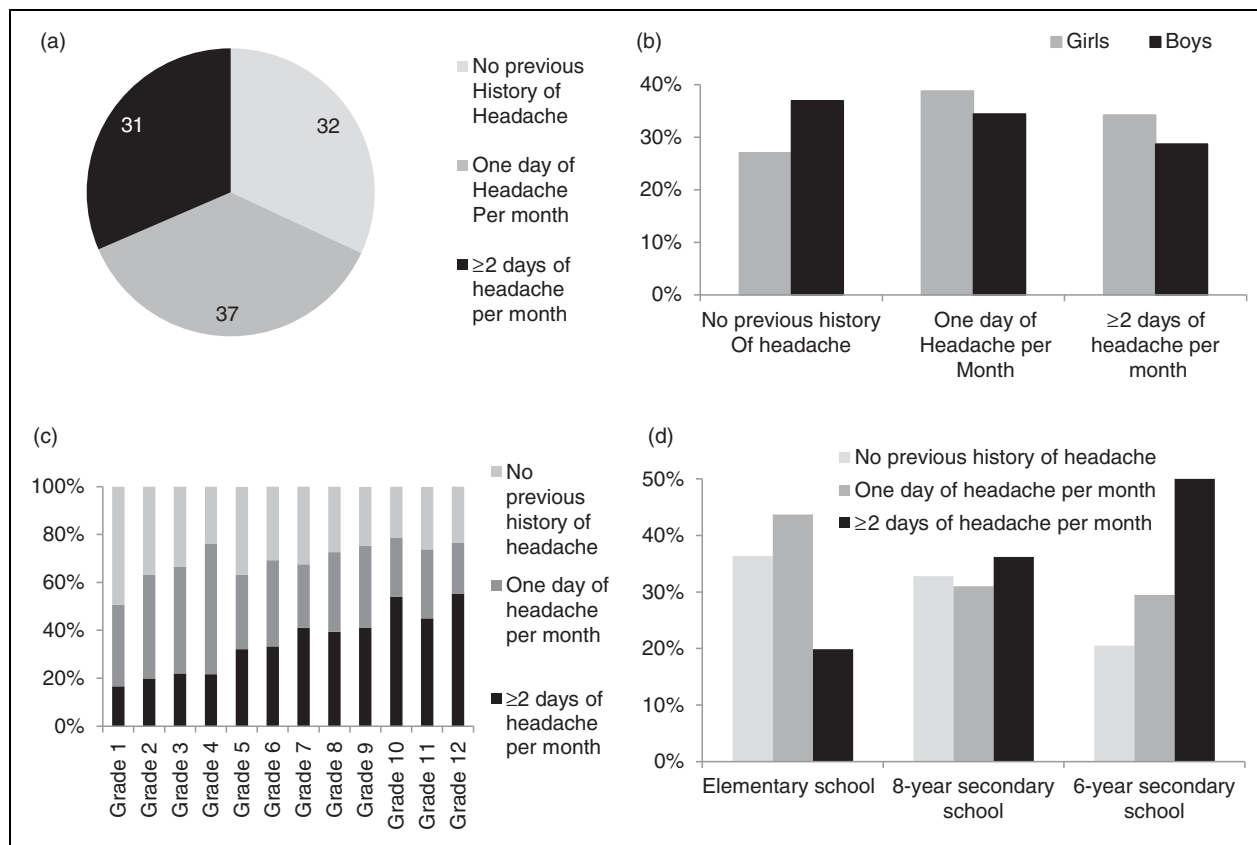 (a)
31
32
37
No previous
History of
Headache
One day of
Headache
Per month
≥2 days of
headache
per month
(b)
Girls
Boys
40%
30%
20%
10%
0%
No previous history
Of headache
One day of
Headache per
Month
≥2 days of
headache per
month
(c)
100%
80%
60%
40%
20%
0%
Grade 1
Grade 2
Grade 3
Grade 4
Grade 5
Grade 6
Grade 7
Grade 8
Grade 9
Grade 10
Grade 11
Grade 12
No
previous
history of
headache
One day of
headache
per month
≥2 days of
headache
per month
(d)
No previous history of headache
One day of headache per month
≥2 days of headache per month
50%
40%
30%
20%
10%
0%
Elementary school
8-year secondary
school
6-year secondary
school